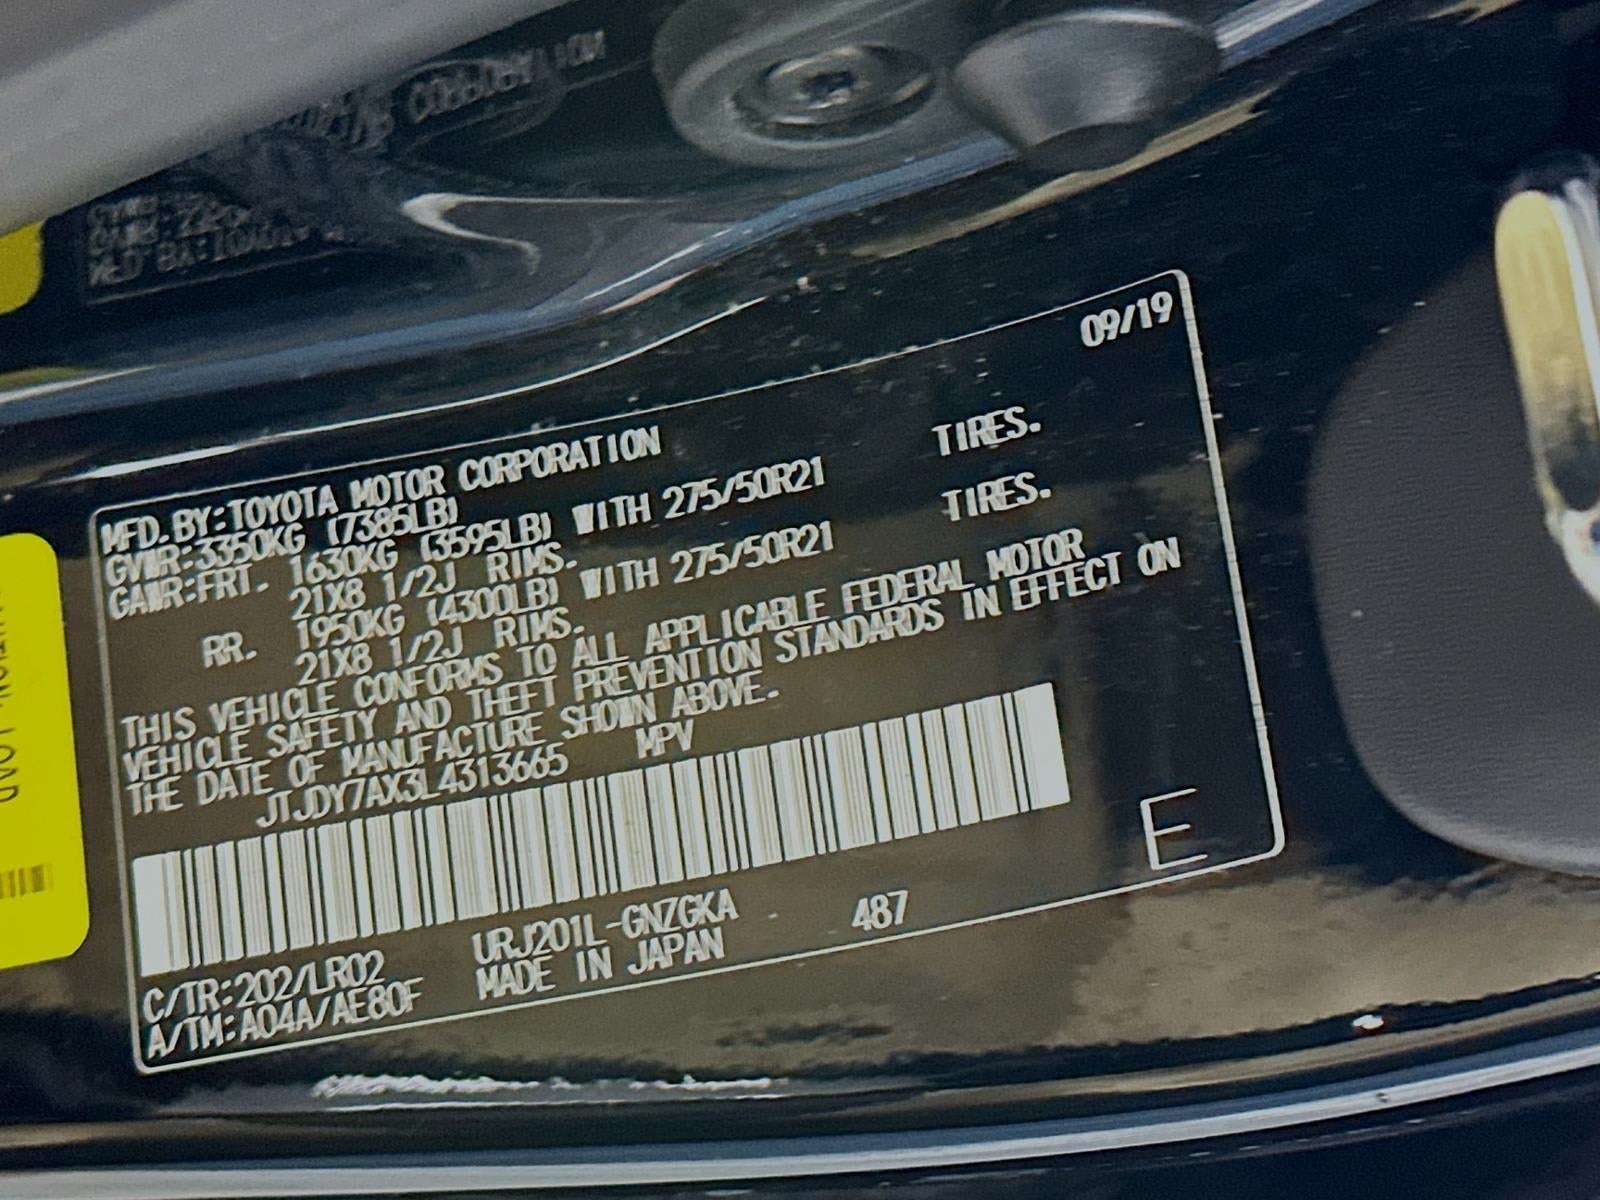 09/19
MFD.BY:TOYOTA MOTOR CORPORATION
GVWR:3350KG (7385LB)
GAWR:FRT. 1630KG (3595LB) WITH 275/50R21 TIRES.
21X8 1/2J RIMS.
RR. 1950KG (4300LB) WITH 275/50R21 TIRES.
21X8 1/2J RIMS.
THIS VEHICLE CONFORMS TO ALL APPLICABLE FEDERAL MOTOR
VEHICLE SAFETY AND THEFT PREVENTION STANDARDS IN EFFECT ON
THE DATE OF MANUFACTURE SHOWN ABOVE.
JTJDY7AX3L4313665 MPV
E
C/TR:202/LR02 URJ201L-GNZGKA 487
A/TM:A04A/AE80F MADE IN JAPAN
LOAD